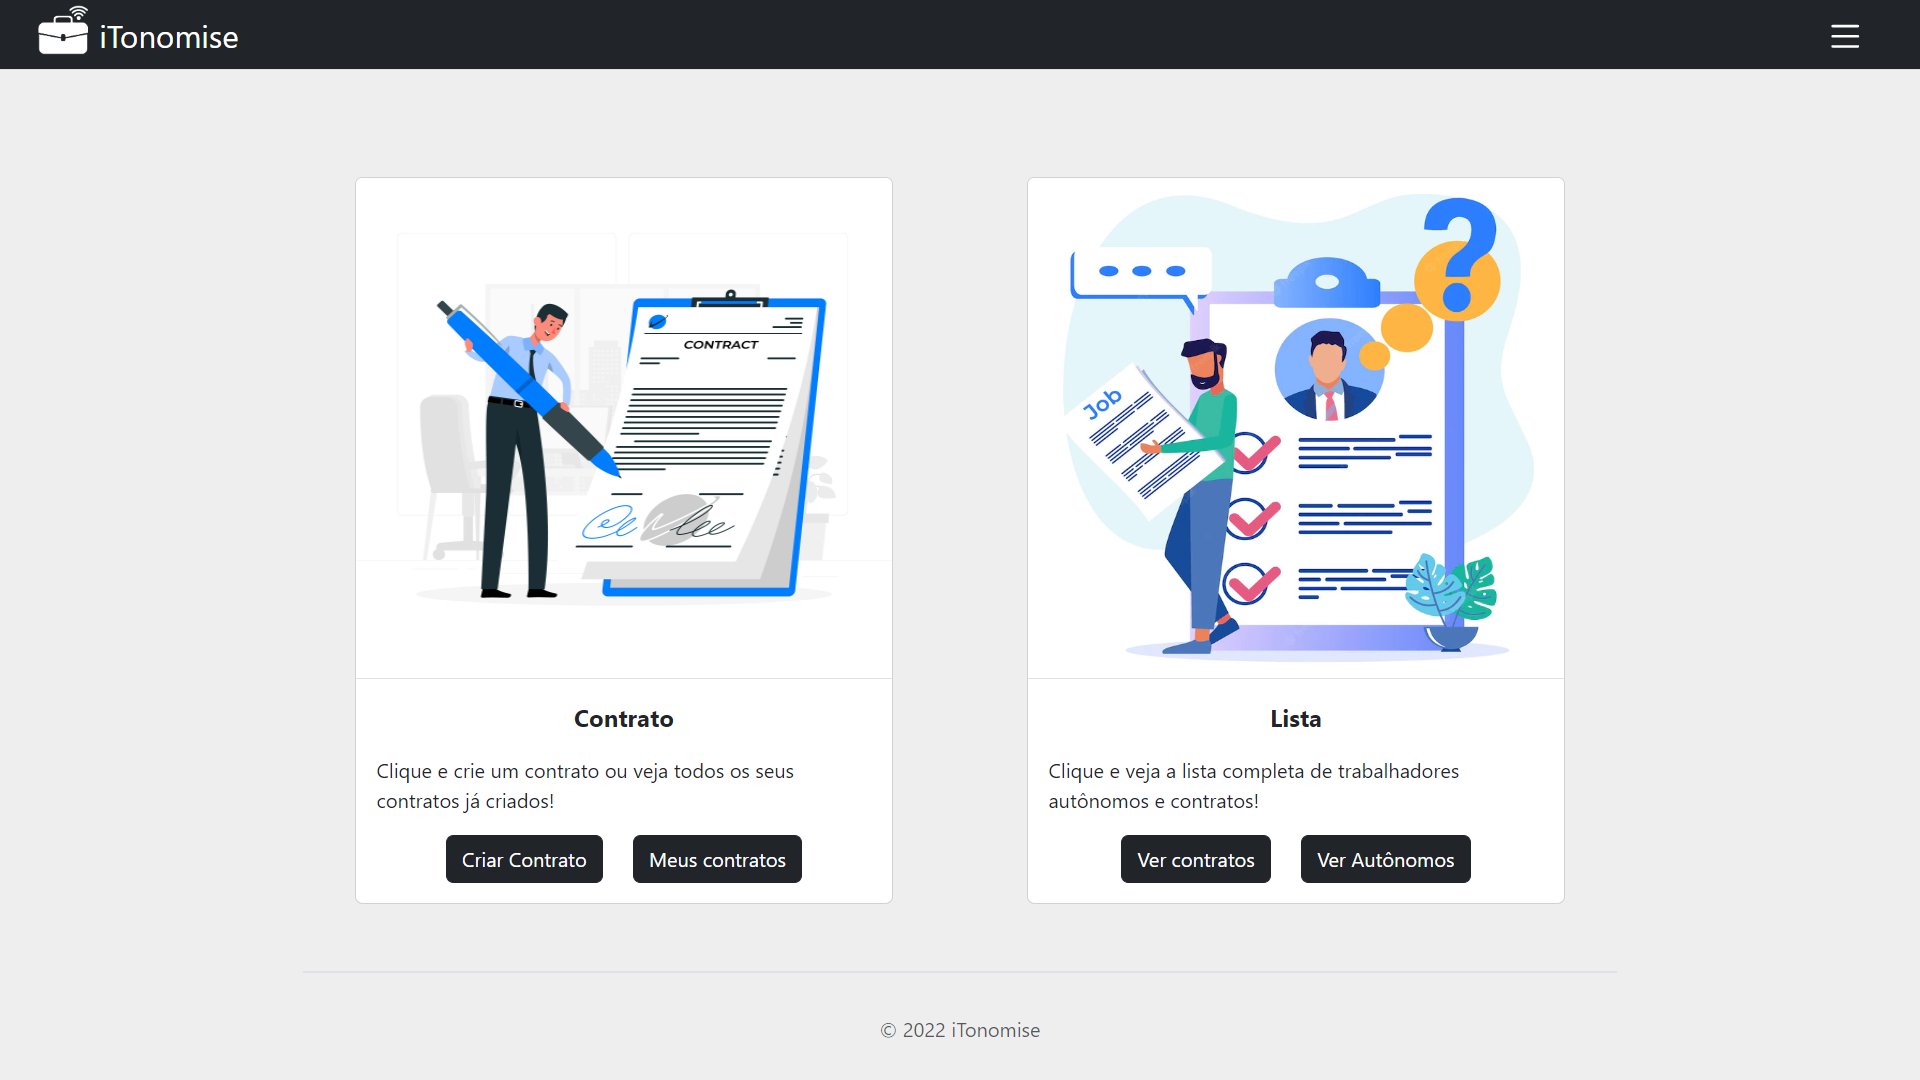 iTonomise
CONTRACT
Job
?
Contrato
Clique e crie um contrato ou veja todos os seus
contratos já criados!
Criar Contrato
Meus contratos
Lista
Clique e veja a lista completa de trabalhadores
autônomos e contratos!
Ver contratos
Ver Autônomos
© 2022 iTonomise